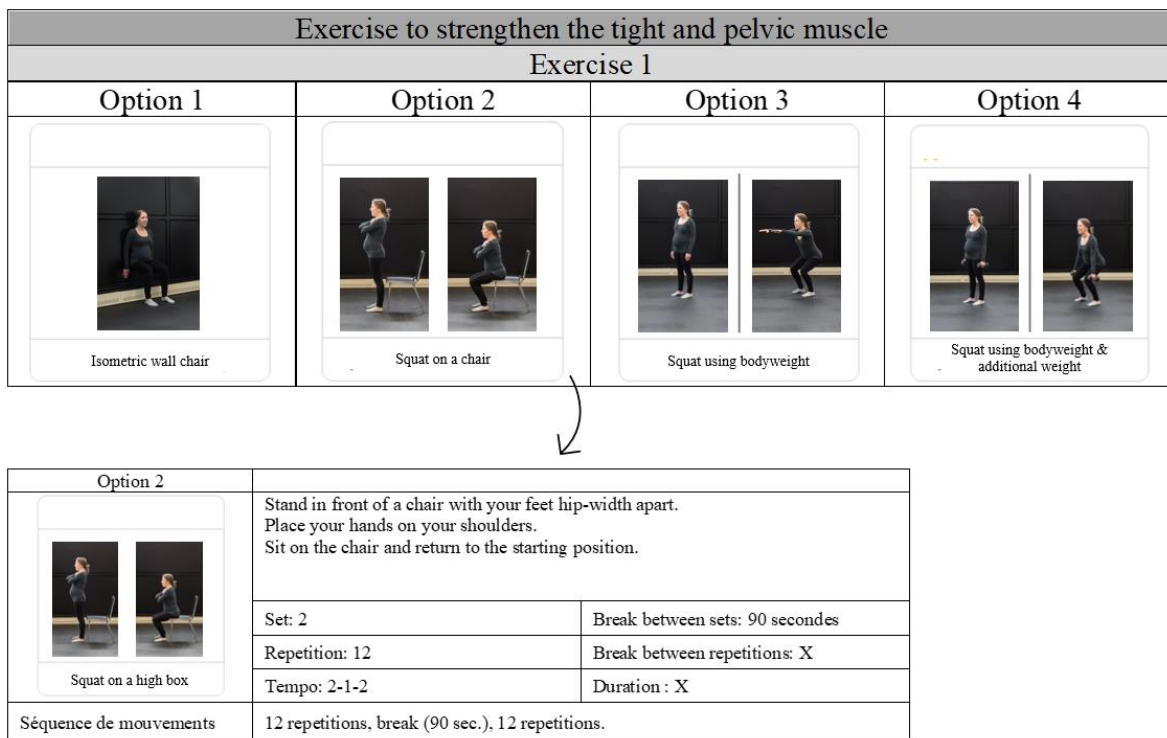 Exercise to strengthen the tight and pelvic muscle
Exercise 1
Option 1
Option 2
Option 3
Option 4
Isometric wall chair
Squat on a chair
Squat using bodyweight
Squat using bodyweight &
additional weight
Option 2
Squat on a high box
Stand in front of a chair with your feet hip-width apart.
Place your hands on your shoulders.
Sit on the chair and return to the starting position.
Set: 2
Break between sets: 90 secondes
Repetition: 12
Break between repetitions: X
Tempo: 2-1-2
Duration : X
Séquence de mouvements
12 repetitions, break (90 sec.), 12 repetitions.